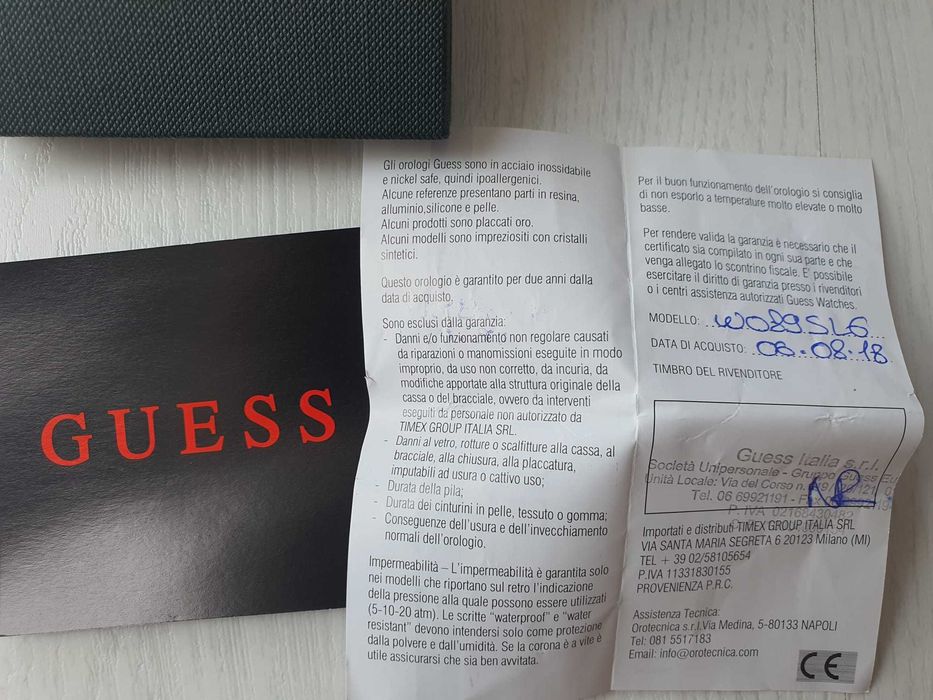 GUESS
Gli orologi Guess sono in acciaio inossidabile
e nickel safe, quindi ipoallergenici.
Alcune referenze presentano parti in resina,
alluminio,silicone e pelle.
Alcuni prodotti sono placcati oro.
Alcuni modelli sono impreziositi con cristalli
sintetici.
Questo orologio è garantito per due anni dalla
data di acquisto.
Sono esclusi dalla garanzia:
- Danni e/o funzionamento non regolare causati
da riparazioni o manomissioni eseguite in modo
improprio, da uso non corretto, da incuria, da
modifiche apportate alla struttura originale della
cassa o del bracciale, ovvero da interventi
eseguiti da personale non autorizzato da
TIMEX GROUP ITALIA SRL.
- Danni al vetro, rotture o scalfitture alla cassa, al
bracciale, alla chiusura, alla placcatura,
imputabili ad usura o cattivo uso;
- Durata della pila;
- Durata dei cinturini in pelle, tessuto o gomma;
- Conseguenze dell'usura e dell'invecchiamento
normali dell'orologio.
Impermeabilità – L'impermeabilità è garantita solo
nei modelli che riportano sul retro l'indicazione
della pressione alla quale possono essere utilizzati
(5-10-20 atm). Le scritte "waterproof" e "water
resistant" devono intendersi solo come protezione
dalla polvere e dall'umidità. Se la corona è a vite è
utile assicurarsi che sia ben avvitata.
Per il buon funzionamento dell'orologio si consiglia
di non esporlo a temperature molto elevate o molto
basse.
Per rendere valida la garanzia è necessario che il
certificato sia compilato in ogni sua parte e che
venga allegato lo scontrino fiscale. E' possibile
esercitare il diritto di garanzia presso i rivenditori
o i centri assistenza autorizzati Guess Watches.
MODELLO: W0895L6
DATA DI ACQUISTO: 06.08.18
TIMBRO DEL RIVENDITORE
Guess Italia s.r.l.
Società Unipersonale - Gruppo Guess Eu
Unità Locale: Via del Corso n.
Tel. 06 69921191 -
P. IVA 02168430482
Importati e distribuiti TIMEX GROUP ITALIA SRL
VIA SANTA MARIA SEGRETA 6 20123 Milano (MI)
TEL + 39 02/58105654
P.IVA 11331830155
PROVENIENZA P.R.C.
Assistenza Tecnica:
Orotecnica s.r.l.Via Medina, 5-80133 NAPOLI
Tel: 081 5517183
Email: info@orotecnica.com
CE